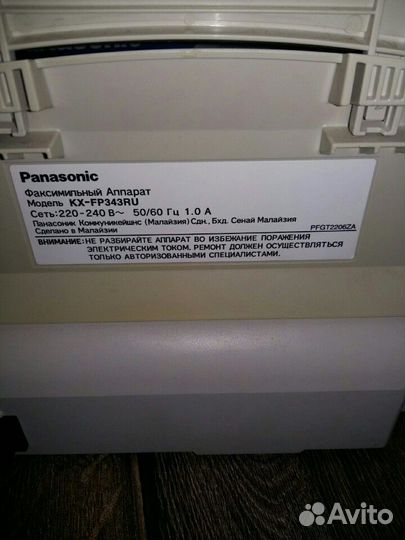 Panasonic
Факсимильный Аппарат
Модель KX-FP343RU
Сеть:220-240 В~ 50/60 Гц 1.0 А
Панасоник Коммуникейшнс (Малайзия) Сдн., Бхд. Сенай Малайзия
Сделано в Малайзии
PFGT2206ZA
ВНИМАНИЕ: НЕ РАЗБИРАЙТЕ АППАРАТ ВО ИЗБЕЖАНИЕ ПОРАЖЕНИЯ
ЭЛЕКТРИЧЕСКИМ ТОКОМ. РЕМОНТ ДОЛЖЕН ОСУЩЕСТВЛЯТЬСЯ
ТОЛЬКО АВТОРИЗОВАННЫМИ СПЕЦИАЛИСТАМИ.
Avito